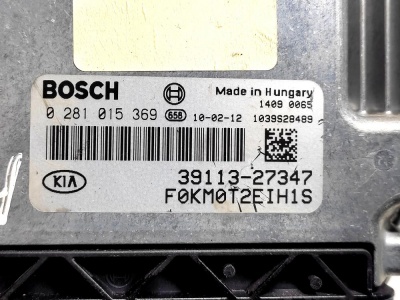 BOSCH
Made in Hungary
1409 0065
0 281 015 369 658 10-02-12 1039S28489
KIA
39113-27347
F0KM0T2EIH1S